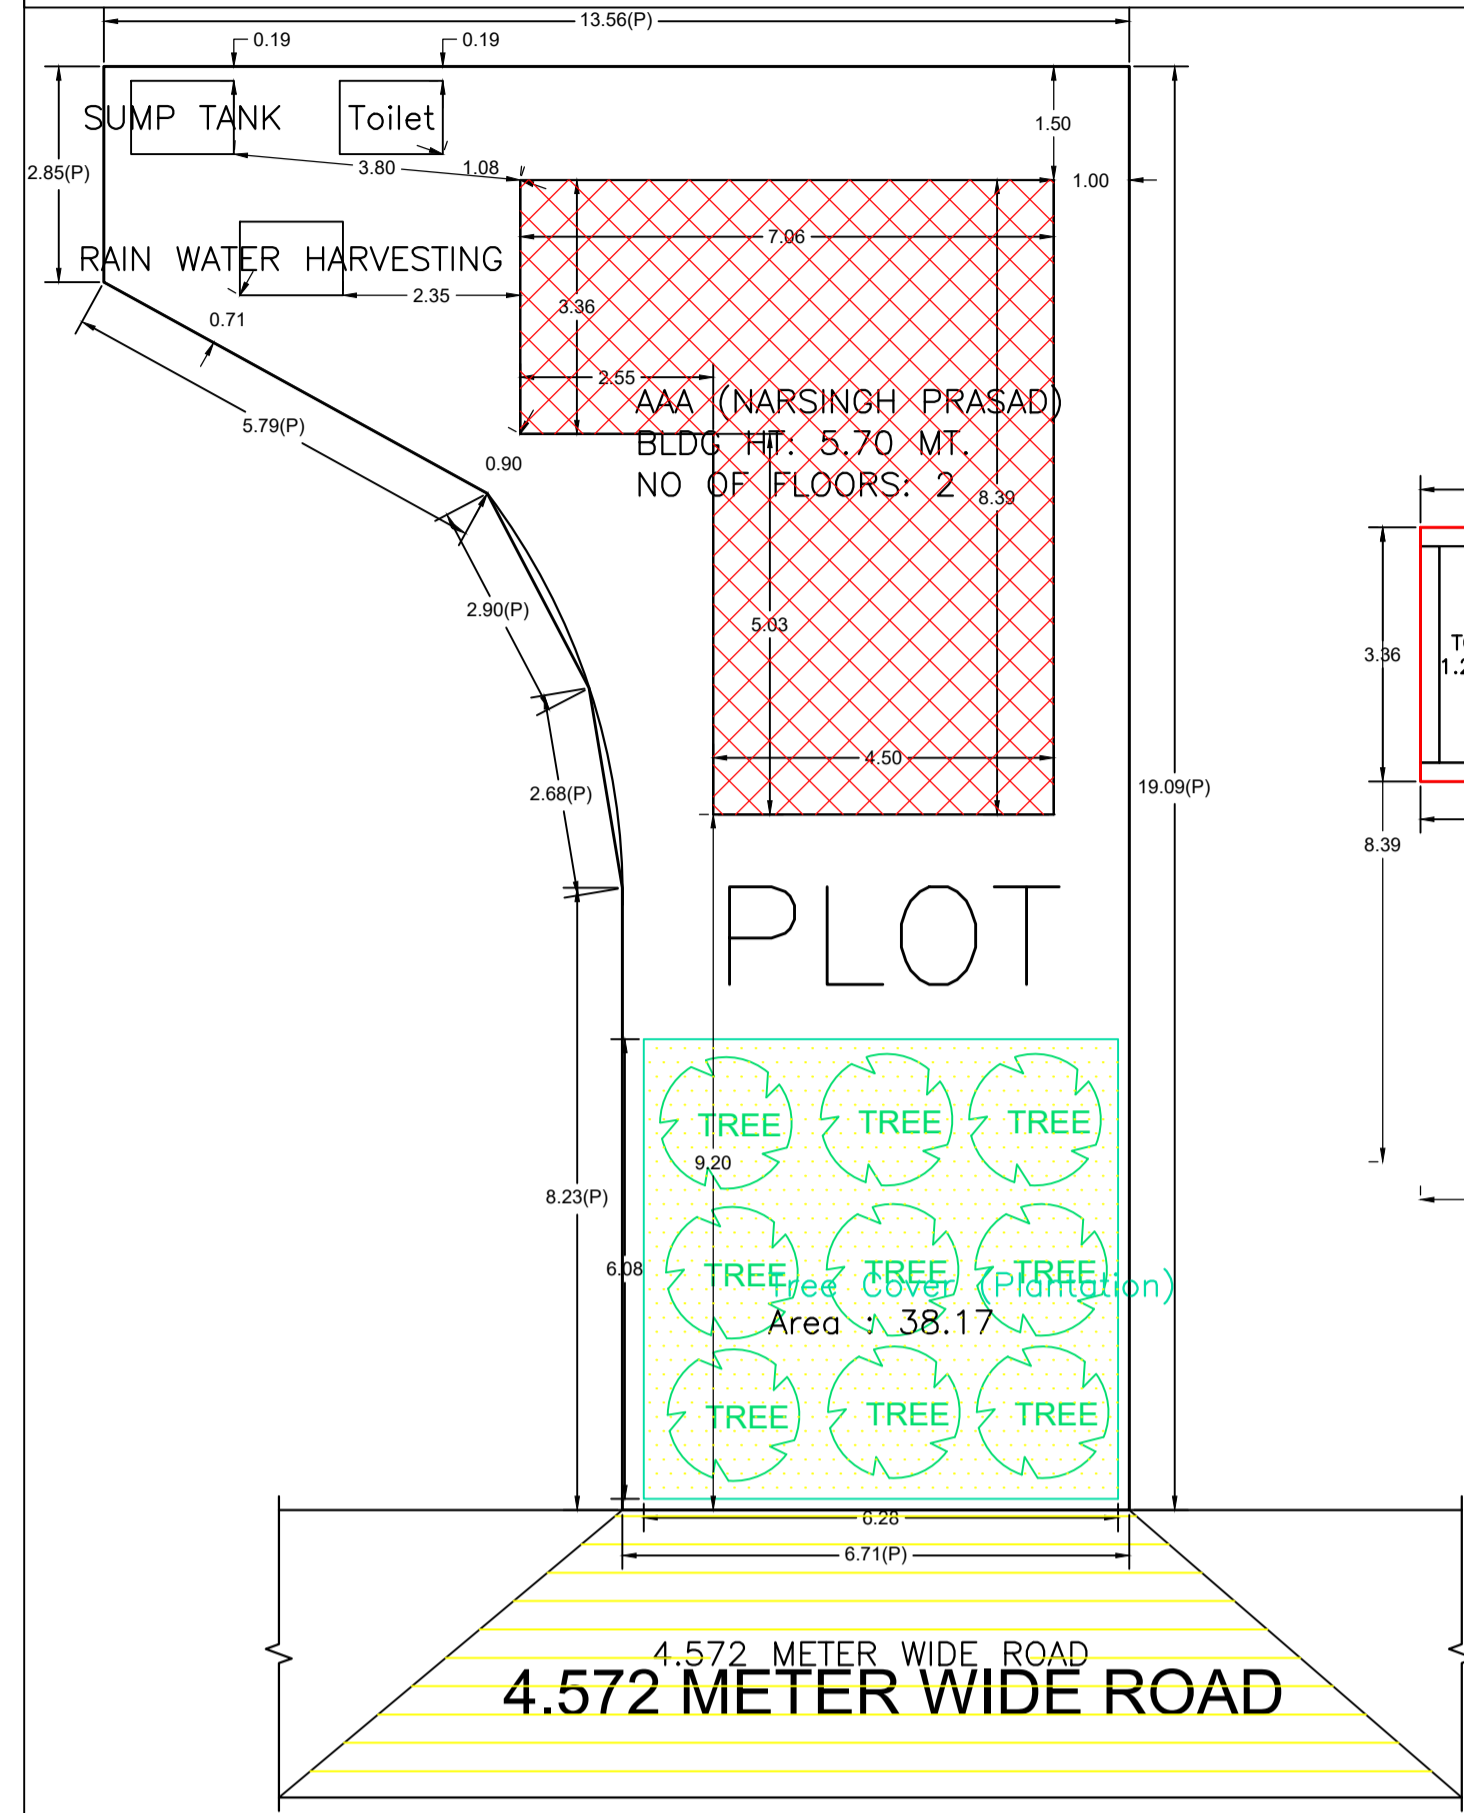 13.56(P)
0.19
0.19
SUMP TANK
Toilet
1.50
2.85(P)
3.80
1.08
1.00
7.06
RAIN WATER HARVESTING
2.35
3.36
0.71
2.55
AAA (NARSINGH PRASAD)
BLDG HT: 5.70 MT.
NO OF FLOORS: 2
5.79(P)
0.90
8.39
2.90(P)
5.03
3.36
4.50
2.68(P)
19.09(P)
8.39
PLOT
TREE TREE TREE
9.20
8.23(P)
6.08
TREE TREE TREE
Tree Cover (Plantation)
Area : 38.17
TREE TREE TREE
6.28
6.71(P)
4.572 METER WIDE ROAD
4.572 METER WIDE ROAD